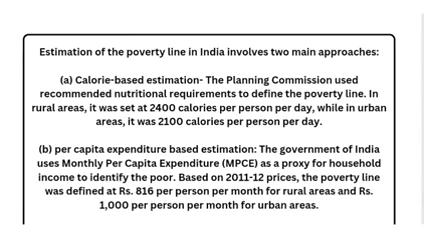 Estimation of the poverty line in India involves two main approaches:
(a) Calorie-based estimation- The Planning Commission used
recommended nutritional requirements to define the poverty line. In
rural areas, it was set at 2400 calories per person per day, while in urban
areas, it was 2100 calories per person per day.
(b) per capita expenditure based estimation: The government of India
uses Monthly Per Capita Expenditure (MPCE) as a proxy for household
income to identify the poor. Based on 2011-12 prices, the poverty line
was defined at Rs. 816 per person per month for rural areas and Rs.
1,000 per person per month for urban areas.